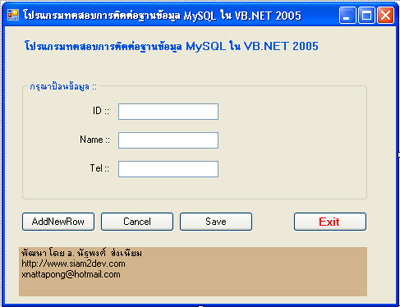 โปรแกรมทดสอบการติดต่อฐานข้อมูล MySQL ใน VB.NET 2005
โปรแกรมทดสอบการติดต่อฐานข้อมูล MySQL ใน VB.NET 2005
กรุณาป้อนข้อมูล ::
ID ::
Name ::
Tel ::
AddNewRow Cancel Save Exit
พัฒนา โดย อ. นัฐพงศ์ ส่งเนียม
http://www.siam2dev.com
xnattapong@hotmail.com